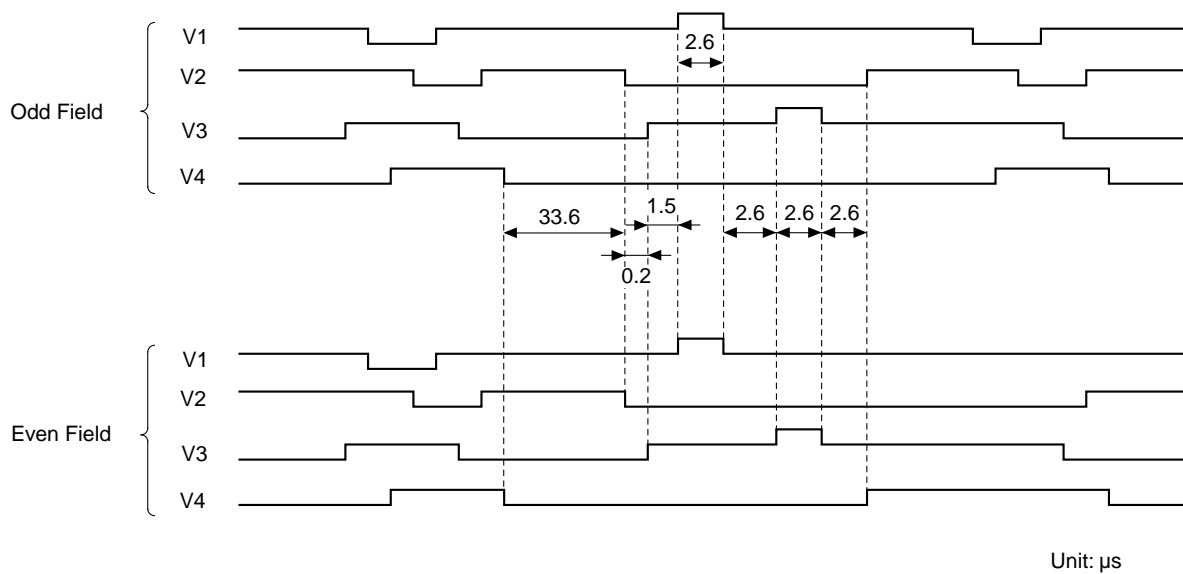 V1
2.6
V2
Odd Field
V3
V4
1.5
2.6 2.6 2.6
33.6
0.2
V1
V2
Even Field
V3
V4
Unit: µs